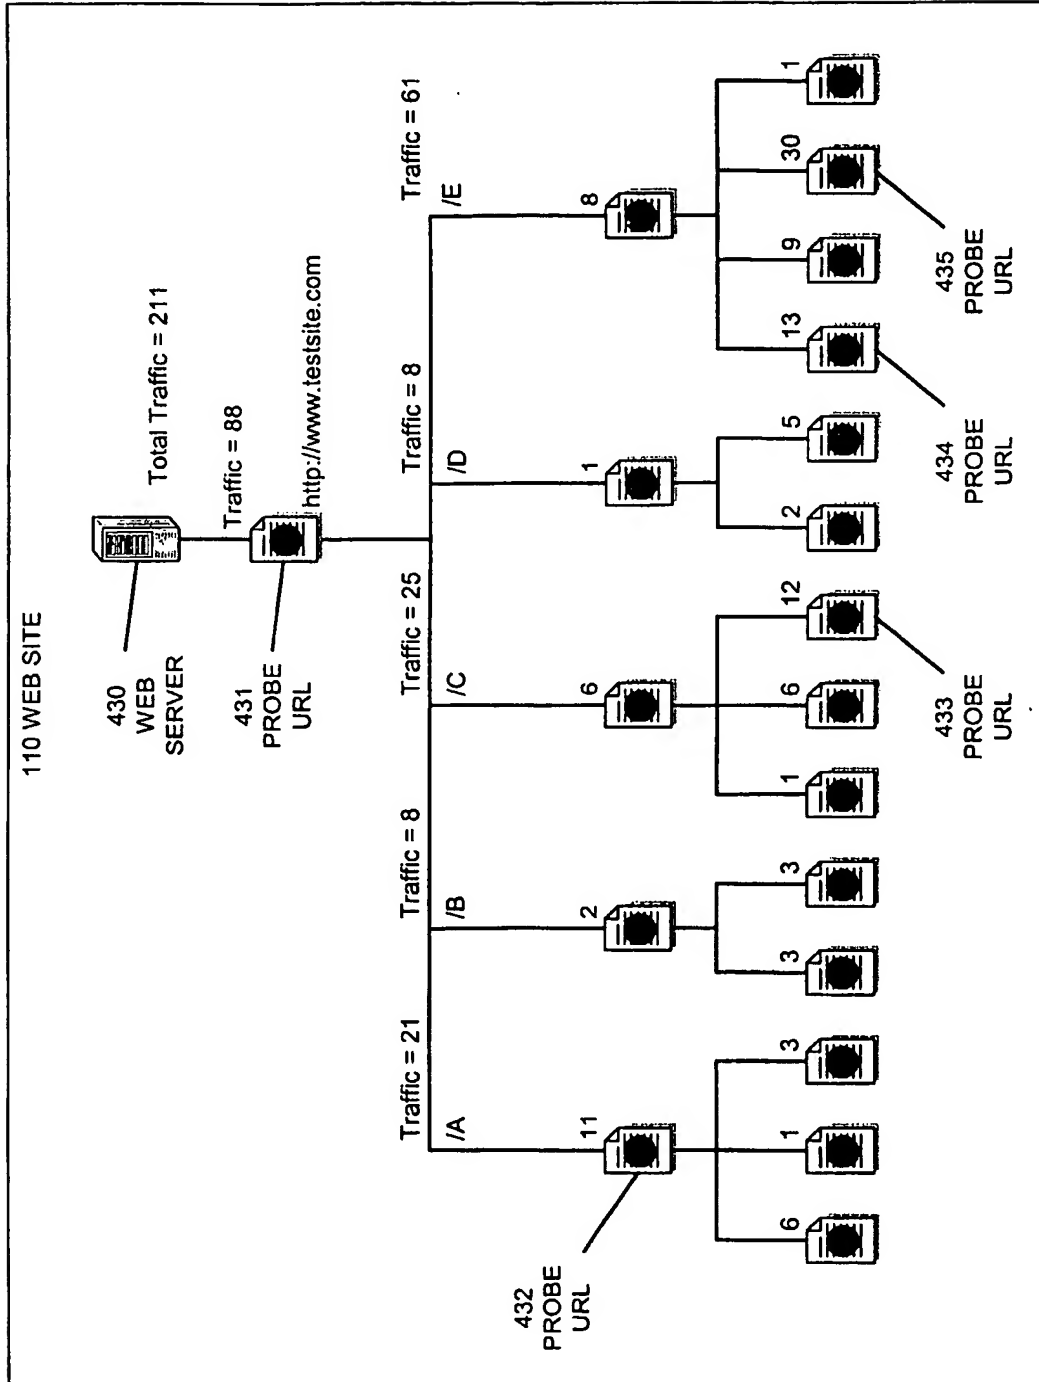 110 WEB SITE
430
WEB
SERVER
Total Traffic = 211
Traffic = 88
431
PROBE
URL
http://www.testsite.com
Traffic = 21
/A
Traffic = 8
/B
Traffic = 25
/C
Traffic = 8
/D
Traffic = 61
/E
11
2
6
1
8
432
PROBE
URL
6
1
3
3
3
1
6
12
2
5
13
9
30
1
433
PROBE
URL
434
PROBE
URL
435
PROBE
URL